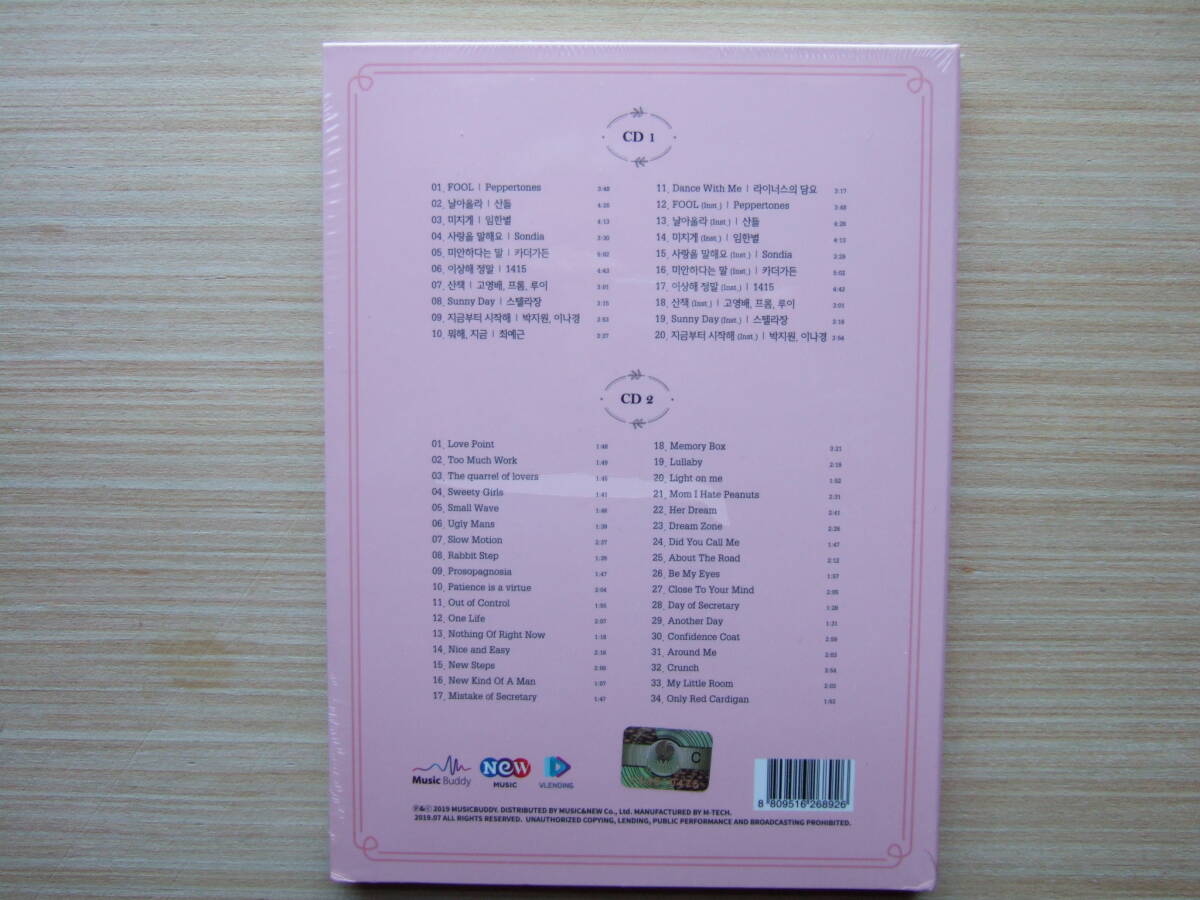 CD 1
01. FOOL | Peppertones 3:48
02. 날아올라 | 산들 4:25
03. 미치게 | 임한별 4:13
04. 사랑을 말해요 | Sondia 3:30
05. 미안하다는 말 | 카더가든 5:02
06. 이상해 정말 | 1415 4:43
07. 산책 | 고영배, 프롬, 루이 3:01
08. Sunny Day | 스텔라장 3:15
09. 지금부터 시작해 | 박지원, 이나경 3:53
10. 뭐해, 지금 | 최예근 3:27
11. Dance With Me | 라이너스의 담요 3:17
12. FOOL (Inst.) | Peppertones 3:48
13. 날아올라 (Inst.) | 산들 4:26
14. 미치게 (Inst.) | 임한별 4:13
15. 사랑을 말해요 (Inst.) | Sondia 3:29
16. 미안하다는 말 (Inst.) | 카더가든 5:02
17. 이상해 정말 (Inst.) | 1415 4:42
18. 산책 (Inst.) | 고영배, 프롬, 루이 3:01
19. Sunny Day (Inst.) | 스텔라장 3:16
20. 지금부터 시작해 (Inst.) | 박지원, 이나경 3:54
CD 2
01. Love Point 1:48
02. Too Much Work 1:49
03. The quarrel of lovers 1:45
04. Sweety Girls 1:41
05. Small Wave 1:46
06. Ugly Mans 1:39
07. Slow Motion 2:37
08. Rabbit Step 1:39
09. Prosopagnosia 1:47
10. Patience is a virtue 2:04
11. Out of Control 1:55
12. One Life 2:07
13. Nothing Of Right Now 1:18
14. Nice and Easy 2:16
15. New Steps
16. New Kind Of A Man 1:07
17. Mistake of Secretary 1:47
18. Memory Box 2:21
19. Lullaby 2:18
20. Light on me 1:52
21. Mom I Hate Peanuts 2:31
22. Her Dream 2:41
23. Dream Zone 2:26
24. Did You Call Me 1:47
25. About The Road 2:12
26. Be My Eyes 1:57
27. Close To Your Mind
28. Day of Secretary 1:28
29. Another Day 1:31
30. Confidence Coat 2:59
31. Around Me 2:03
32. Crunch
33. My Little Room
34. Only Red Cardigan 1:52
Music Buddy
NEW MUSIC
VLENDING
C
8 809516 268926
℗&ⓒ 2019 MUSICBUDDY. DISTRIBUTED BY MUSIC&NEW Co., Ltd. MANUFACTURED BY M-TECH.
2019.07 ALL RIGHTS RESERVED. UNAUTHORIZED COPYING, LENDING, PUBLIC PERFORMANCE AND BROADCASTING PROHIBITED.